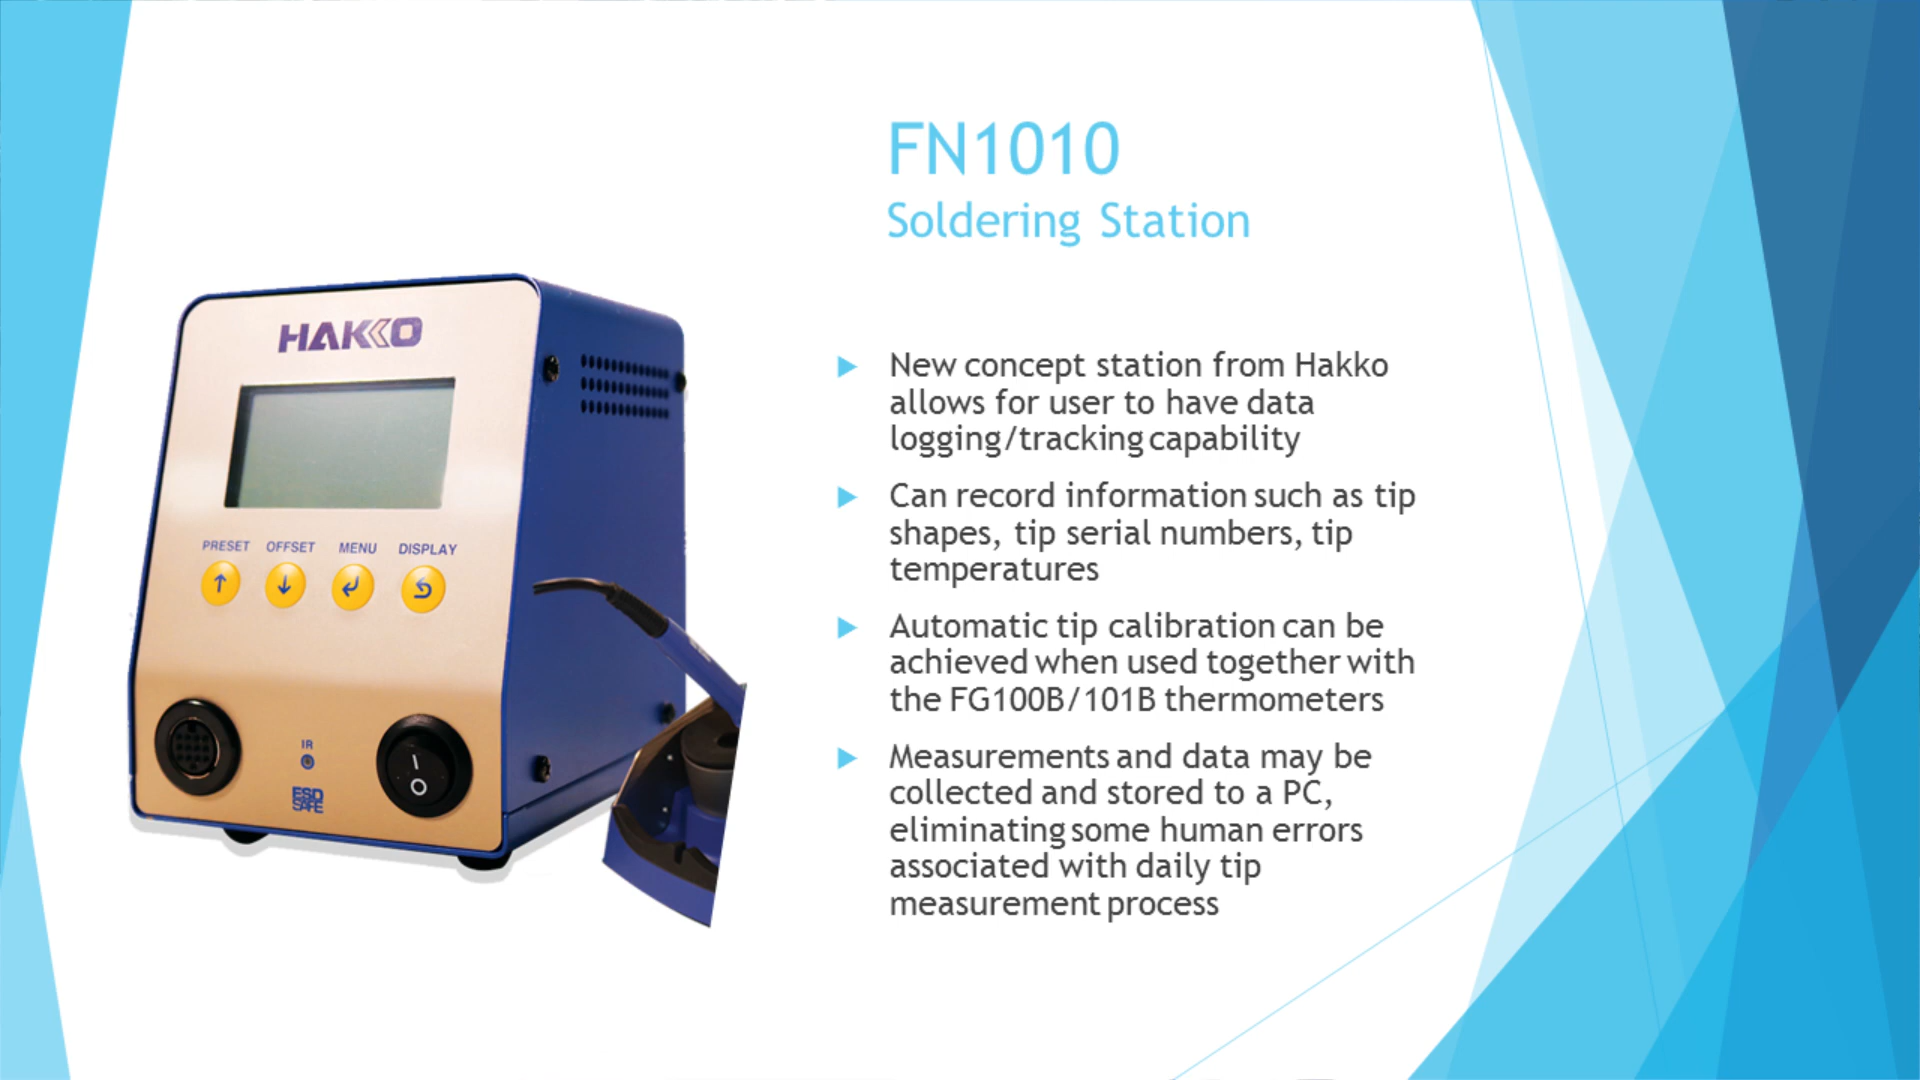 FN1010
Soldering Station
HAKKO
PRESET OFFSET MENU DISPLAY
IR
ESD
SAFE
New concept station from Hakko
allows for user to have data
logging/tracking capability
Can record information such as tip
shapes, tip serial numbers, tip
temperatures
Automatic tip calibration can be
achieved when used together with
the FG100B/101B thermometers
Measurements and data may be
collected and stored to a PC,
eliminating some human errors
associated with daily tip
measurement process